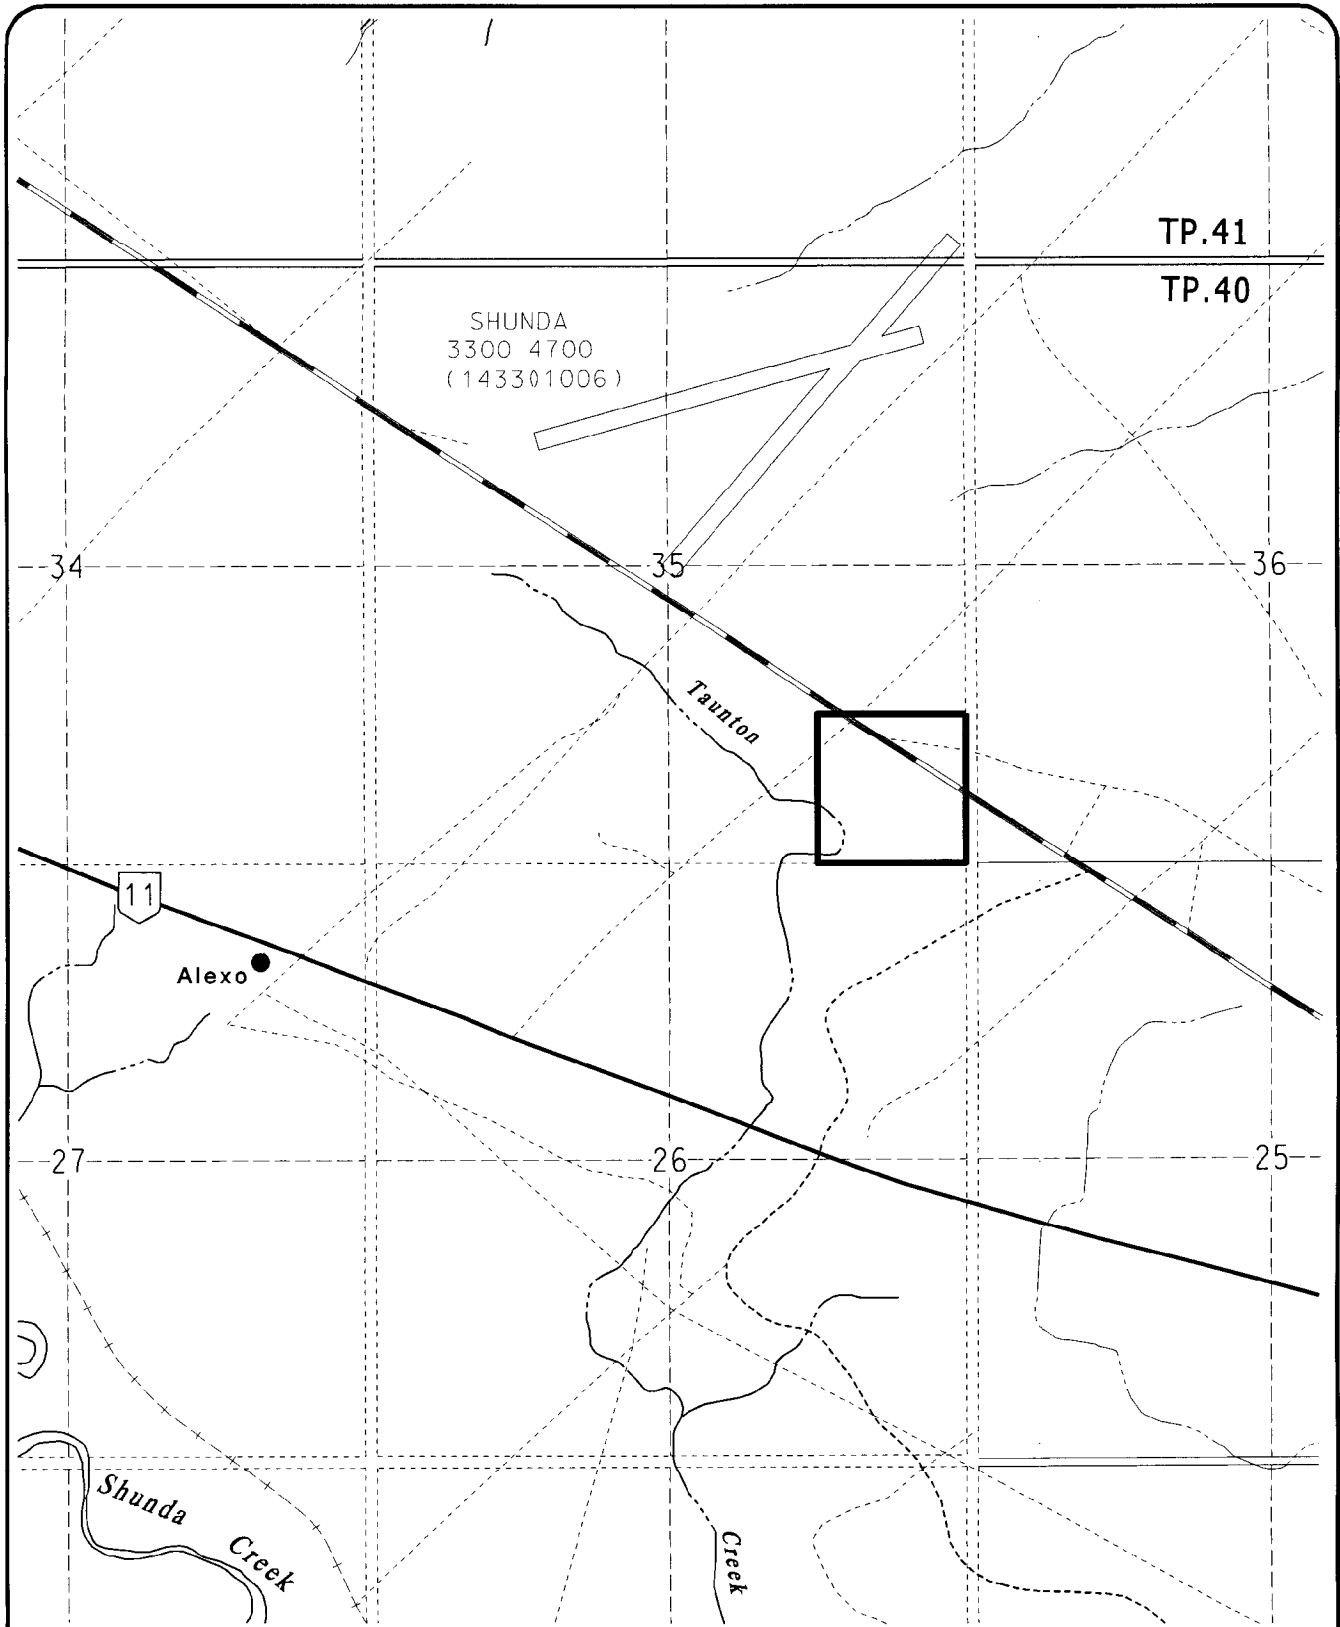 TP.41
TP.40
SHUNDA
3300 4700
(143301006)
34
35
36
Taunton
11
Alexo
27
26
25
Shunda
Creek
Creek